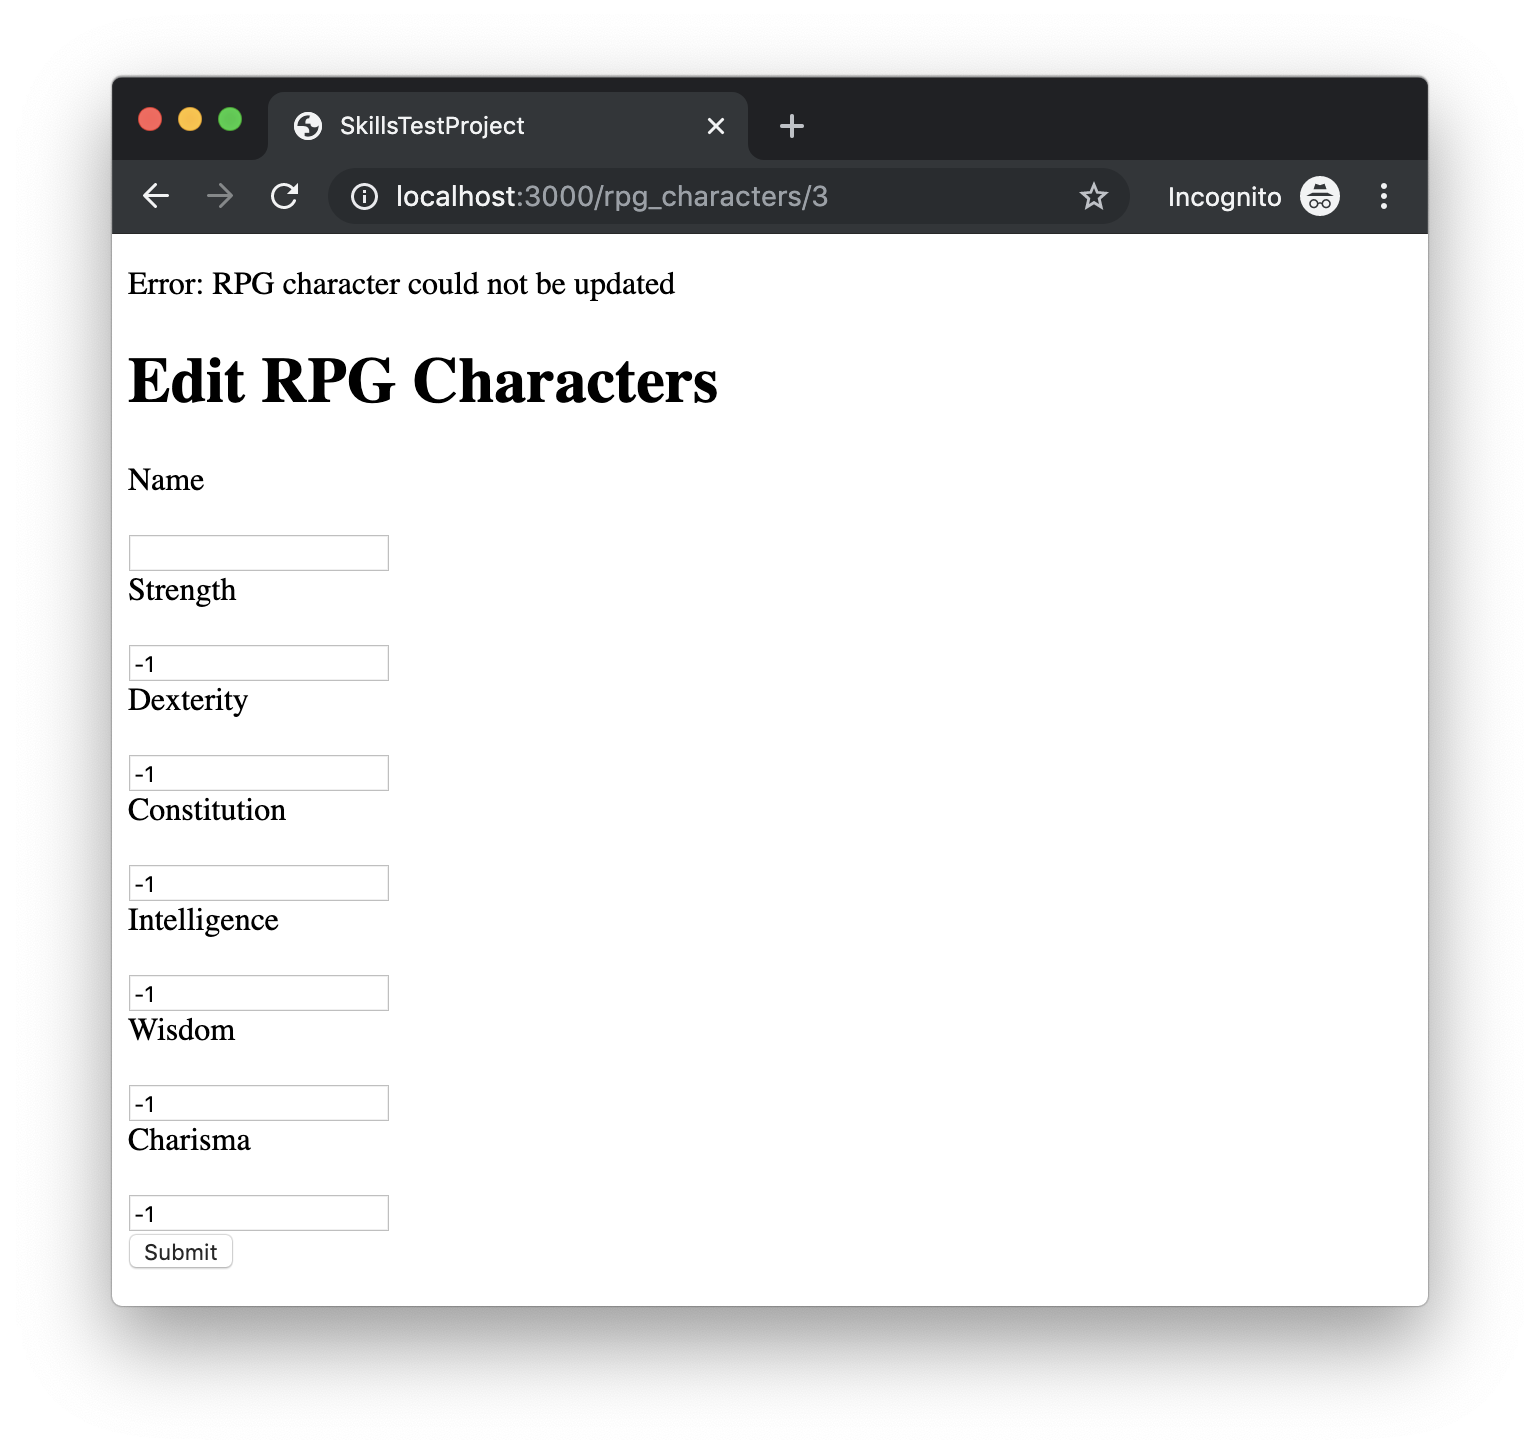 SkillsTestProject
localhost:3000/rpg_characters/3
Incognito
Error: RPG character could not be updated
Edit RPG Characters
Name
Strength
-1
Dexterity
-1
Constitution
-1
Intelligence
-1
Wisdom
-1
Charisma
-1
Submit